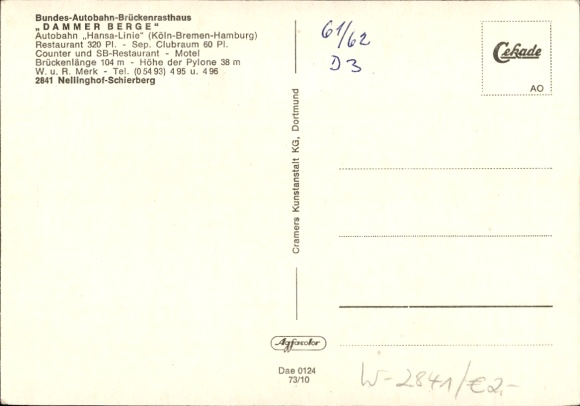 Bundes-Autobahn-Brückenrasthaus
„DAMMER BERGE"
Autobahn „Hansa-Linie" (Köln-Bremen-Hamburg)
Restaurant 320 Pl. - Sep. Clubraum 60 Pl.
Counter und SB-Restaurant - Motel
Brückenlänge 104 m - Höhe der Pylone 38 m
W. u. R. Merk - Tel. (0 54 93) 4 95 u. 4 96
2841 Nellinghof-Schierberg
61/62
D3
Cekade
AO
Cramers Kunstanstalt KG, Dortmund
Agfacolor
Dae 0124
73/10
W-2841/€2,-